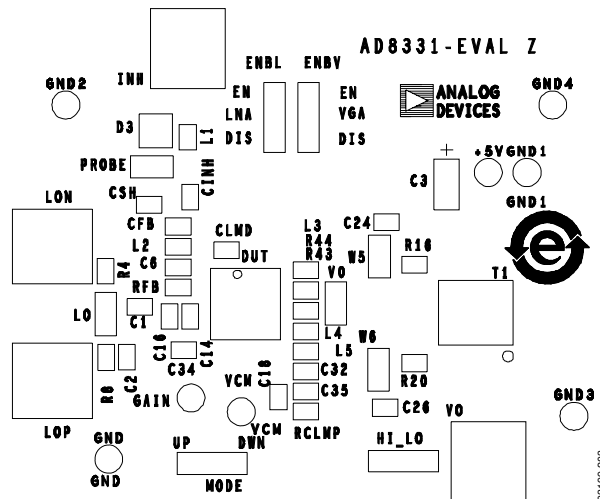 AD8331-EVAL Z
ENBL
ENBV
INH
GND2
EN
EN
ANALOG
DEVICES
GND4
LNA
VGA
D3
L1
DIS
DIS
+
+5V
GND1
PROBE
C3
CSH
CINH
LON
GND1
CFB
CLMD
L3
C24
L2
R44
R43
DUT
W5
R16
e
C6
R4
VO
T1
RFB
LO
C1
C16
C14
L4
W6
L5
C34
C32
R20
R6
C2
VCM
C18
C35
GAIN
C26
GND3
VO
VCM
RCLMP
LOP
GND
UP
DWN
HI_LO
GND
MODE